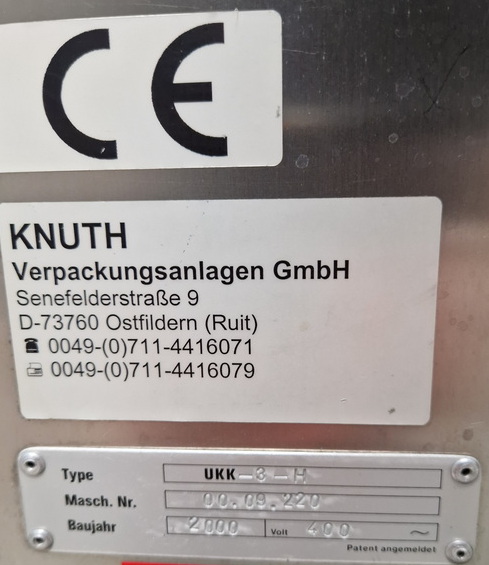 CE
KNUTH
Verpackungsanlagen GmbH
Senefelderstraße 9
D-73760 Ostfildern (Ruit)
☎ 0049-(0)711-4416071
📠 0049-(0)711-4416079
Type UKK-3-H
Masch. Nr. 00.09.220
Baujahr 2000 Volt 400 ~
Patent angemeldet